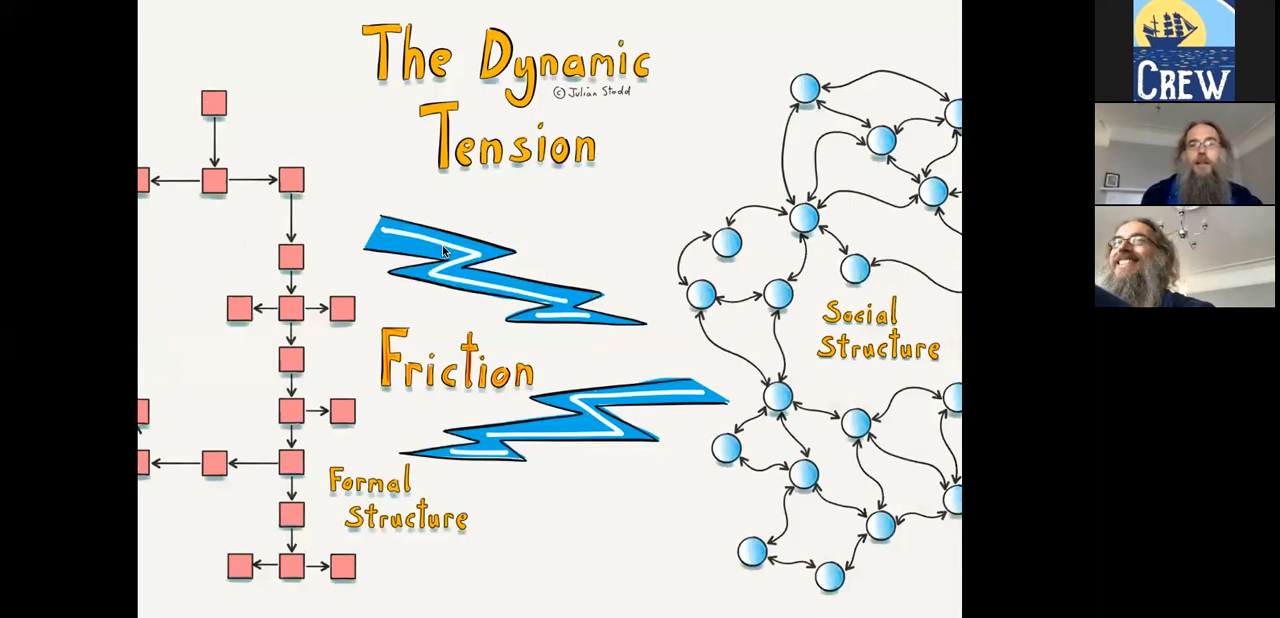 The Dynamic
© Julian Stodd
Tension
Friction
Formal
Structure
Social
Structure
CREW